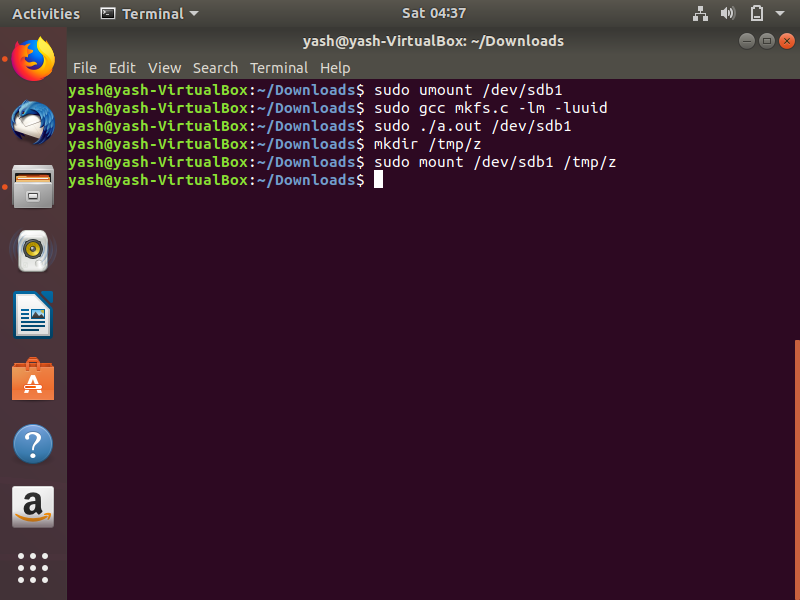 Activities Terminal Sat 04:37
yash@yash-VirtualBox: ~/Downloads
File Edit View Search Terminal Help
yash@yash-VirtualBox:~/Downloads$ sudo umount /dev/sdb1
yash@yash-VirtualBox:~/Downloads$ sudo gcc mkfs.c -lm -luuid
yash@yash-VirtualBox:~/Downloads$ sudo ./a.out /dev/sdb1
yash@yash-VirtualBox:~/Downloads$ mkdir /tmp/z
yash@yash-VirtualBox:~/Downloads$ sudo mount /dev/sdb1 /tmp/z
yash@yash-VirtualBox:~/Downloads$
A
?
a